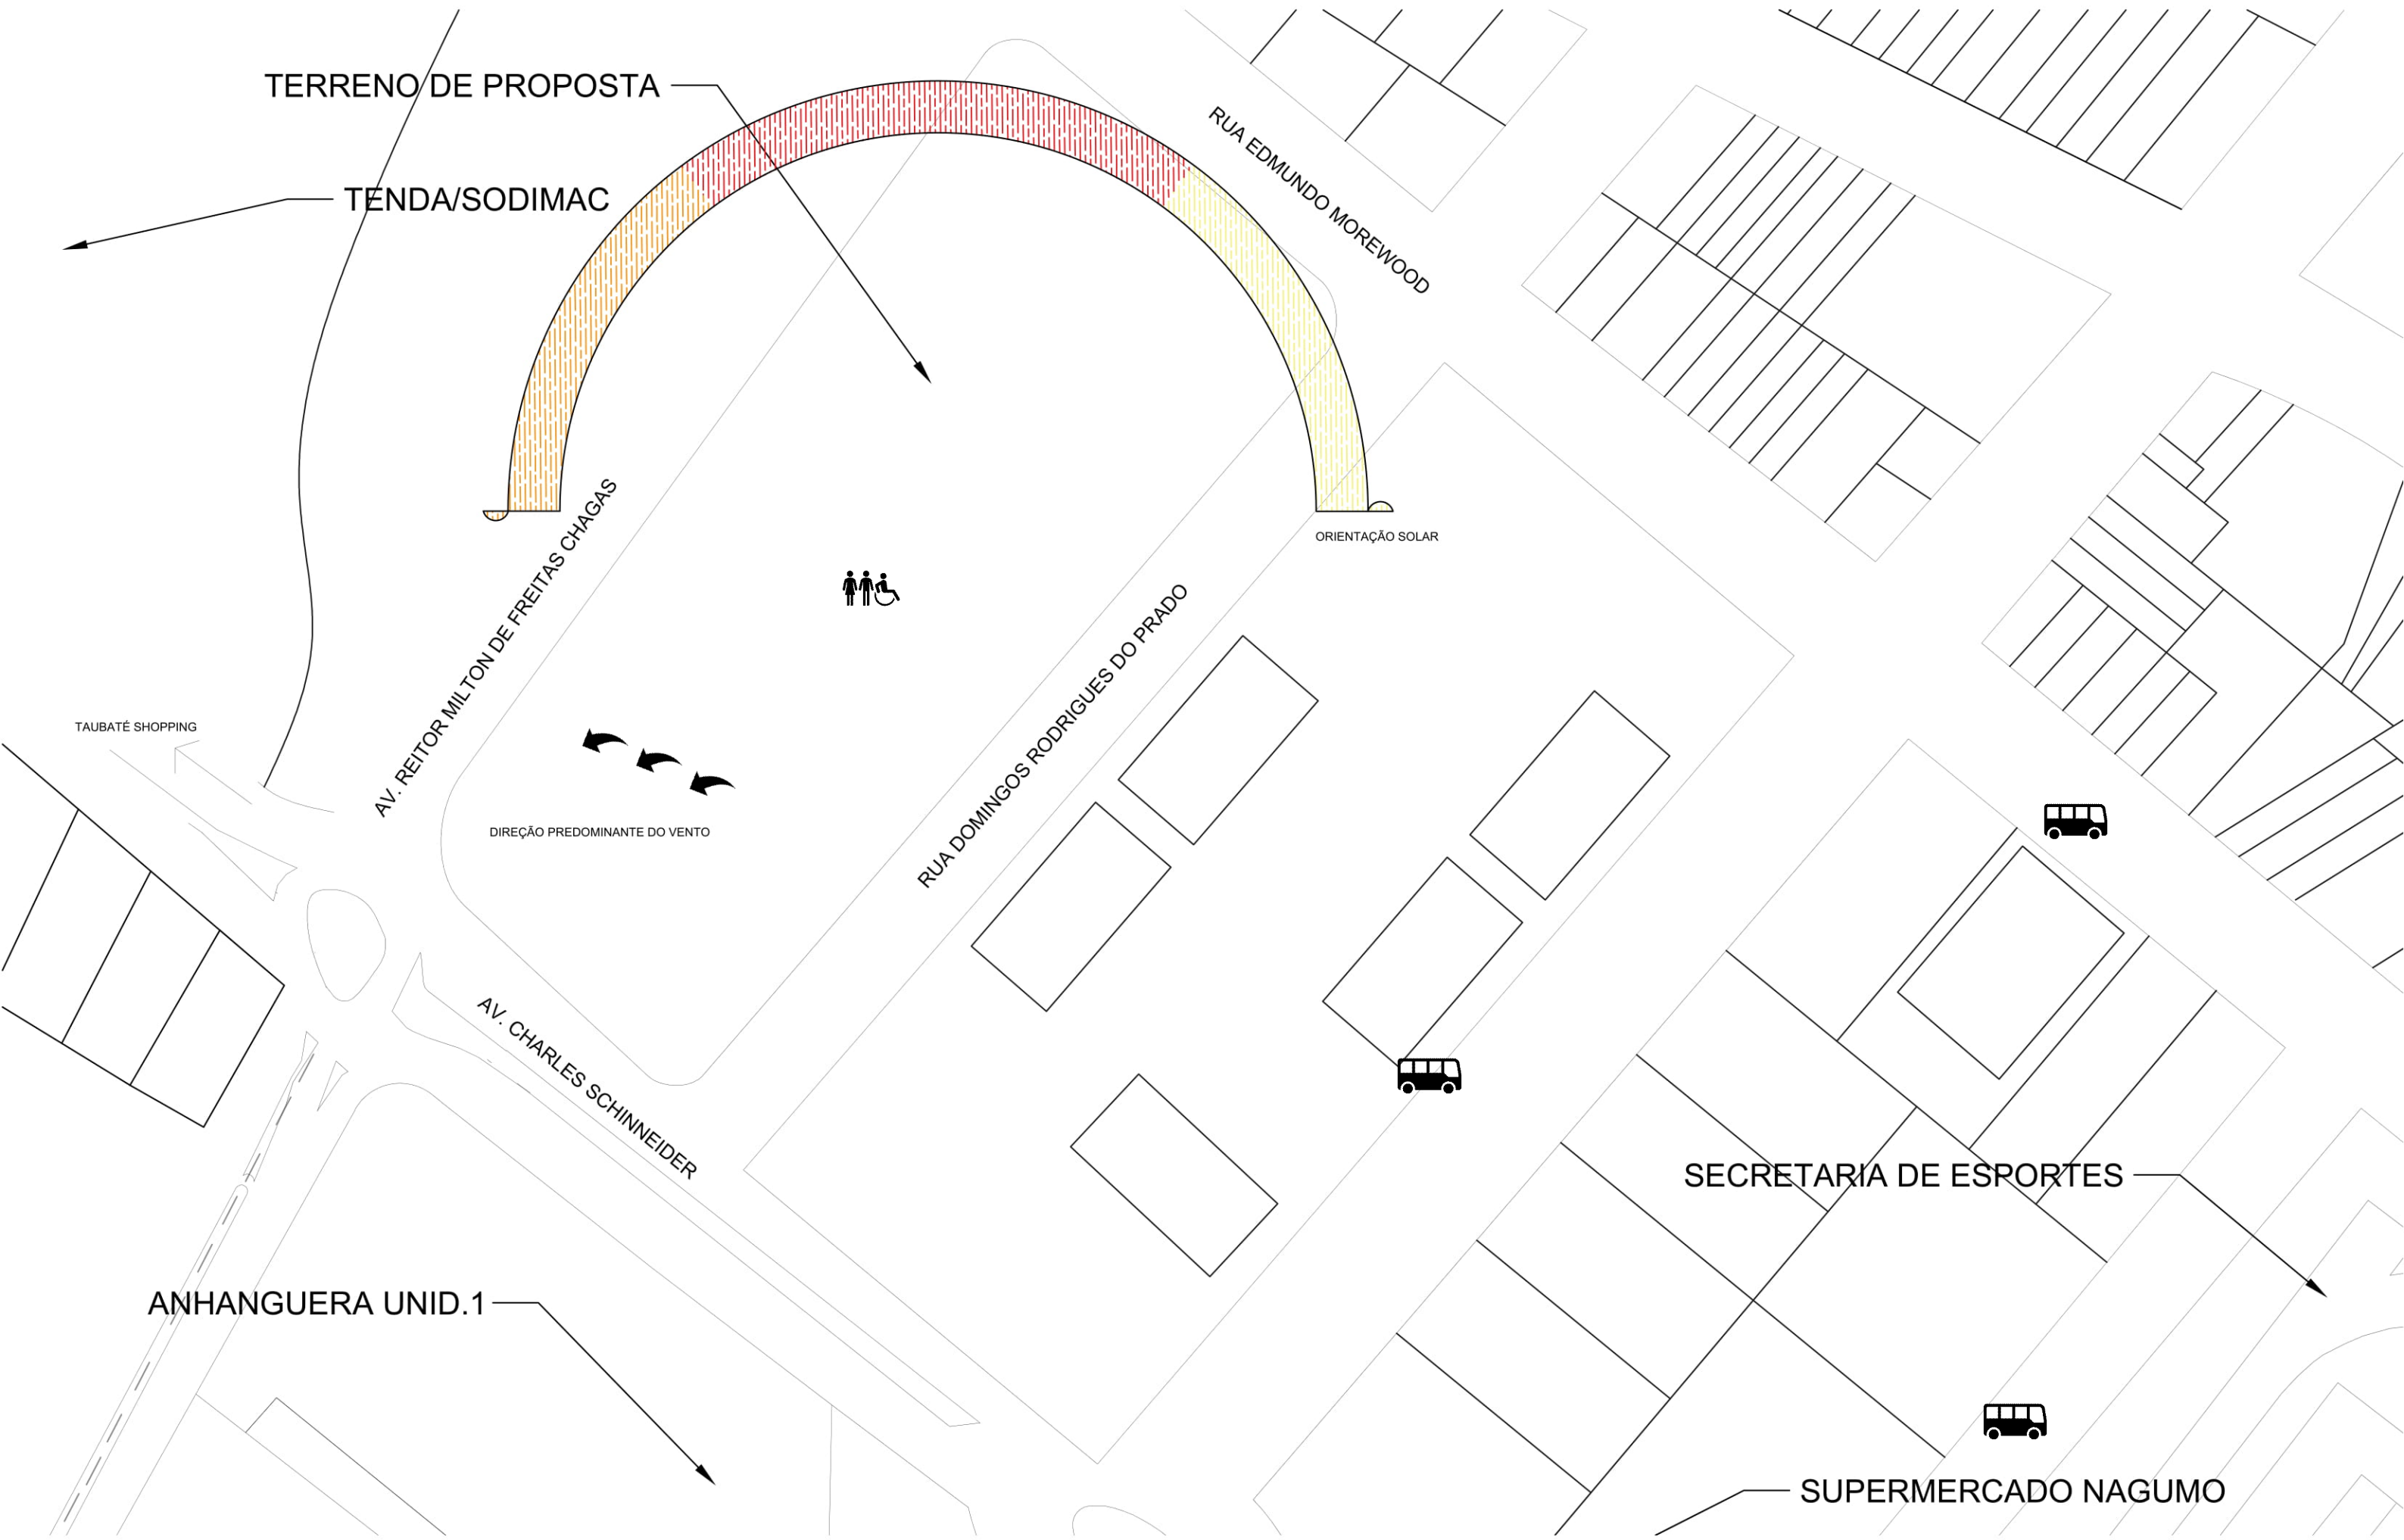 TERRENO DE PROPOSTA
RUA EDMUNDO MOREWOOD
TENDA/SODIMAC
AV. REITOR MILTON DE FREITAS CHAGAS
ORIENTAÇÃO SOLAR
RUA DOMINGOS RODRIGUES DO PRADO
TAUBATÉ SHOPPING
DIREÇÃO PREDOMINANTE DO VENTO
AV. CHARLES SCHINNEIDER
SECRETARIA DE ESPORTES
ANHANGUERA UNID.1
SUPERMERCADO NAGUMO